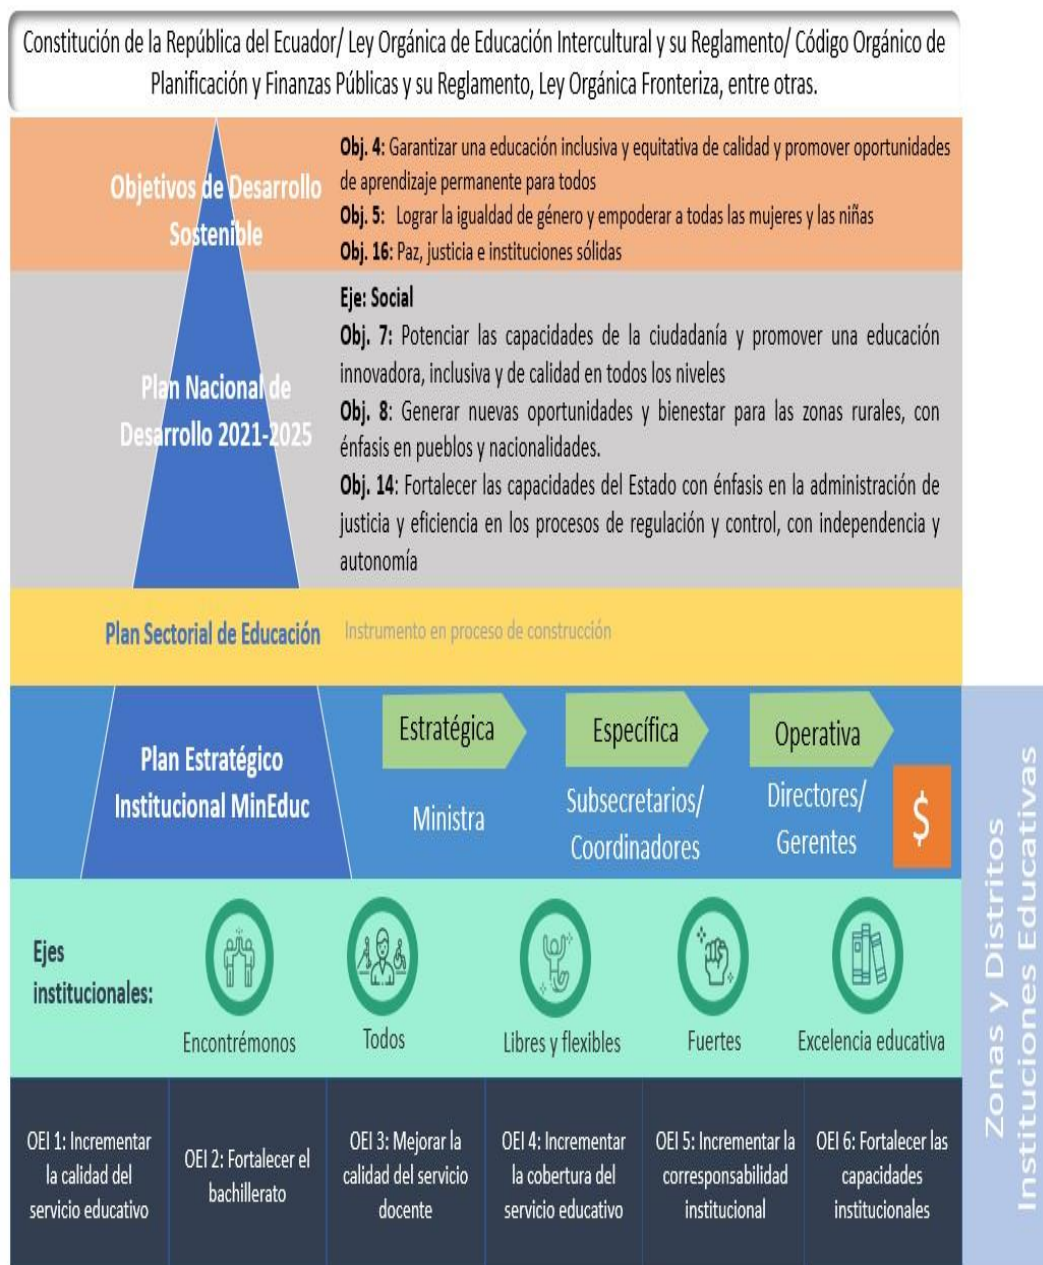 Constitución de la República del Ecuador/ Ley Orgánica de Educación Intercultural y su Reglamento/ Código Orgánico de
Planificación y Finanzas Públicas y su Reglamento, Ley Orgánica Fronteriza, entre otras.
Objetivos de Desarrollo
Sostenible
Obj. 4: Garantizar una educación inclusiva y equitativa de calidad y promover oportunidades
de aprendizaje permanente para todos
Obj. 5: Lograr la igualdad de género y empoderar a todas las mujeres y las niñas
Obj. 16: Paz, justicia e instituciones sólidas
Plan Nacional de
Desarrollo 2021-2025
Eje: Social
Obj. 7: Potenciar las capacidades de la ciudadanía y promover una educación
innovadora, inclusiva y de calidad en todos los niveles
Obj. 8: Generar nuevas oportunidades y bienestar para las zonas rurales, con
énfasis en pueblos y nacionalidades.
Obj. 14: Fortalecer las capacidades del Estado con énfasis en la administración de
justicia y eficiencia en los procesos de regulación y control, con independencia y
autonomía
Plan Sectorial de Educación
Instrumento en proceso de construcción
Plan Estratégico
Institucional MinEduc
Estratégica
Ministra
Específica
Subsecretarios/
Coordinadores
Operativa
Directores/
Gerentes
$
Ejes
institucionales:
Encontrémonos
Todos
Libres y flexibles
Fuertes
Excelencia educativa
OEI 1: Incrementar
la calidad del
servicio educativo
OEI 2: Fortalecer el
bachillerato
OEI 3: Mejorar la
calidad del servicio
docente
OEI 4: Incrementar
la cobertura del
servicio educativo
OEI 5: Incrementar la
corresponsabilidad
institucional
OEI 6: Fortalecer las
capacidades
institucionales
Zonas y Distritos
Instituciones Educativas